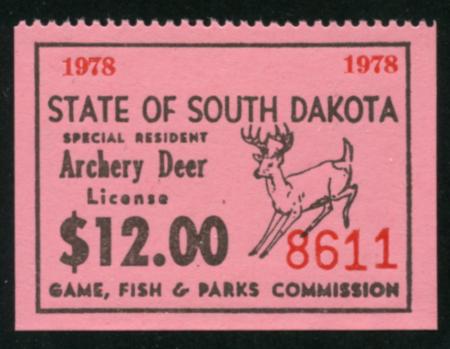 1978 1978
STATE OF SOUTH DAKOTA
SPECIAL RESIDENT
Archery Deer
License
$12.00
8611
GAME, FISH & PARKS COMMISSION